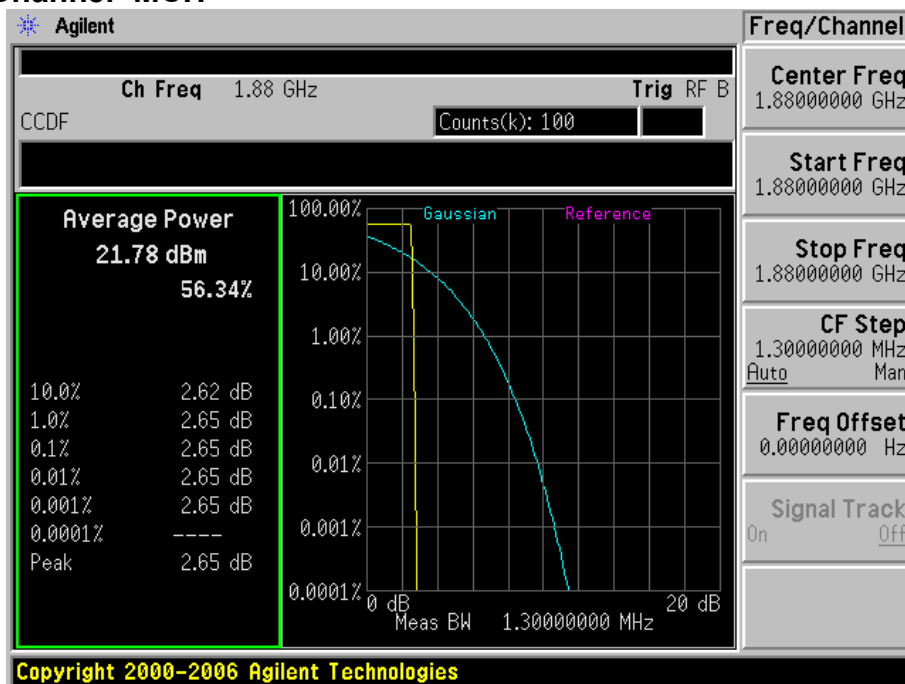 Agilent
Freq/Channel
Ch Freq 1.88 GHz Trig RF B
CCDF Counts(k): 100
Center Freq
1.88000000 GHz
Start Freq
1.88000000 GHz
Stop Freq
1.88000000 GHz
CF Step
1.30000000 MHz
Auto Man
Freq Offset
0.00000000 Hz
Signal Track
On Off
Average Power
21.78 dBm
56.34%
10.0% 2.62 dB
1.0% 2.65 dB
0.1% 2.65 dB
0.01% 2.65 dB
0.001% 2.65 dB
0.0001% ----
Peak 2.65 dB
Gaussian Reference
100.00%
10.00%
1.00%
0.10%
0.01%
0.001%
0.0001%
0 dB 20 dB
Meas BW 1.30000000 MHz
Copyright 2000-2006 Agilent Technologies